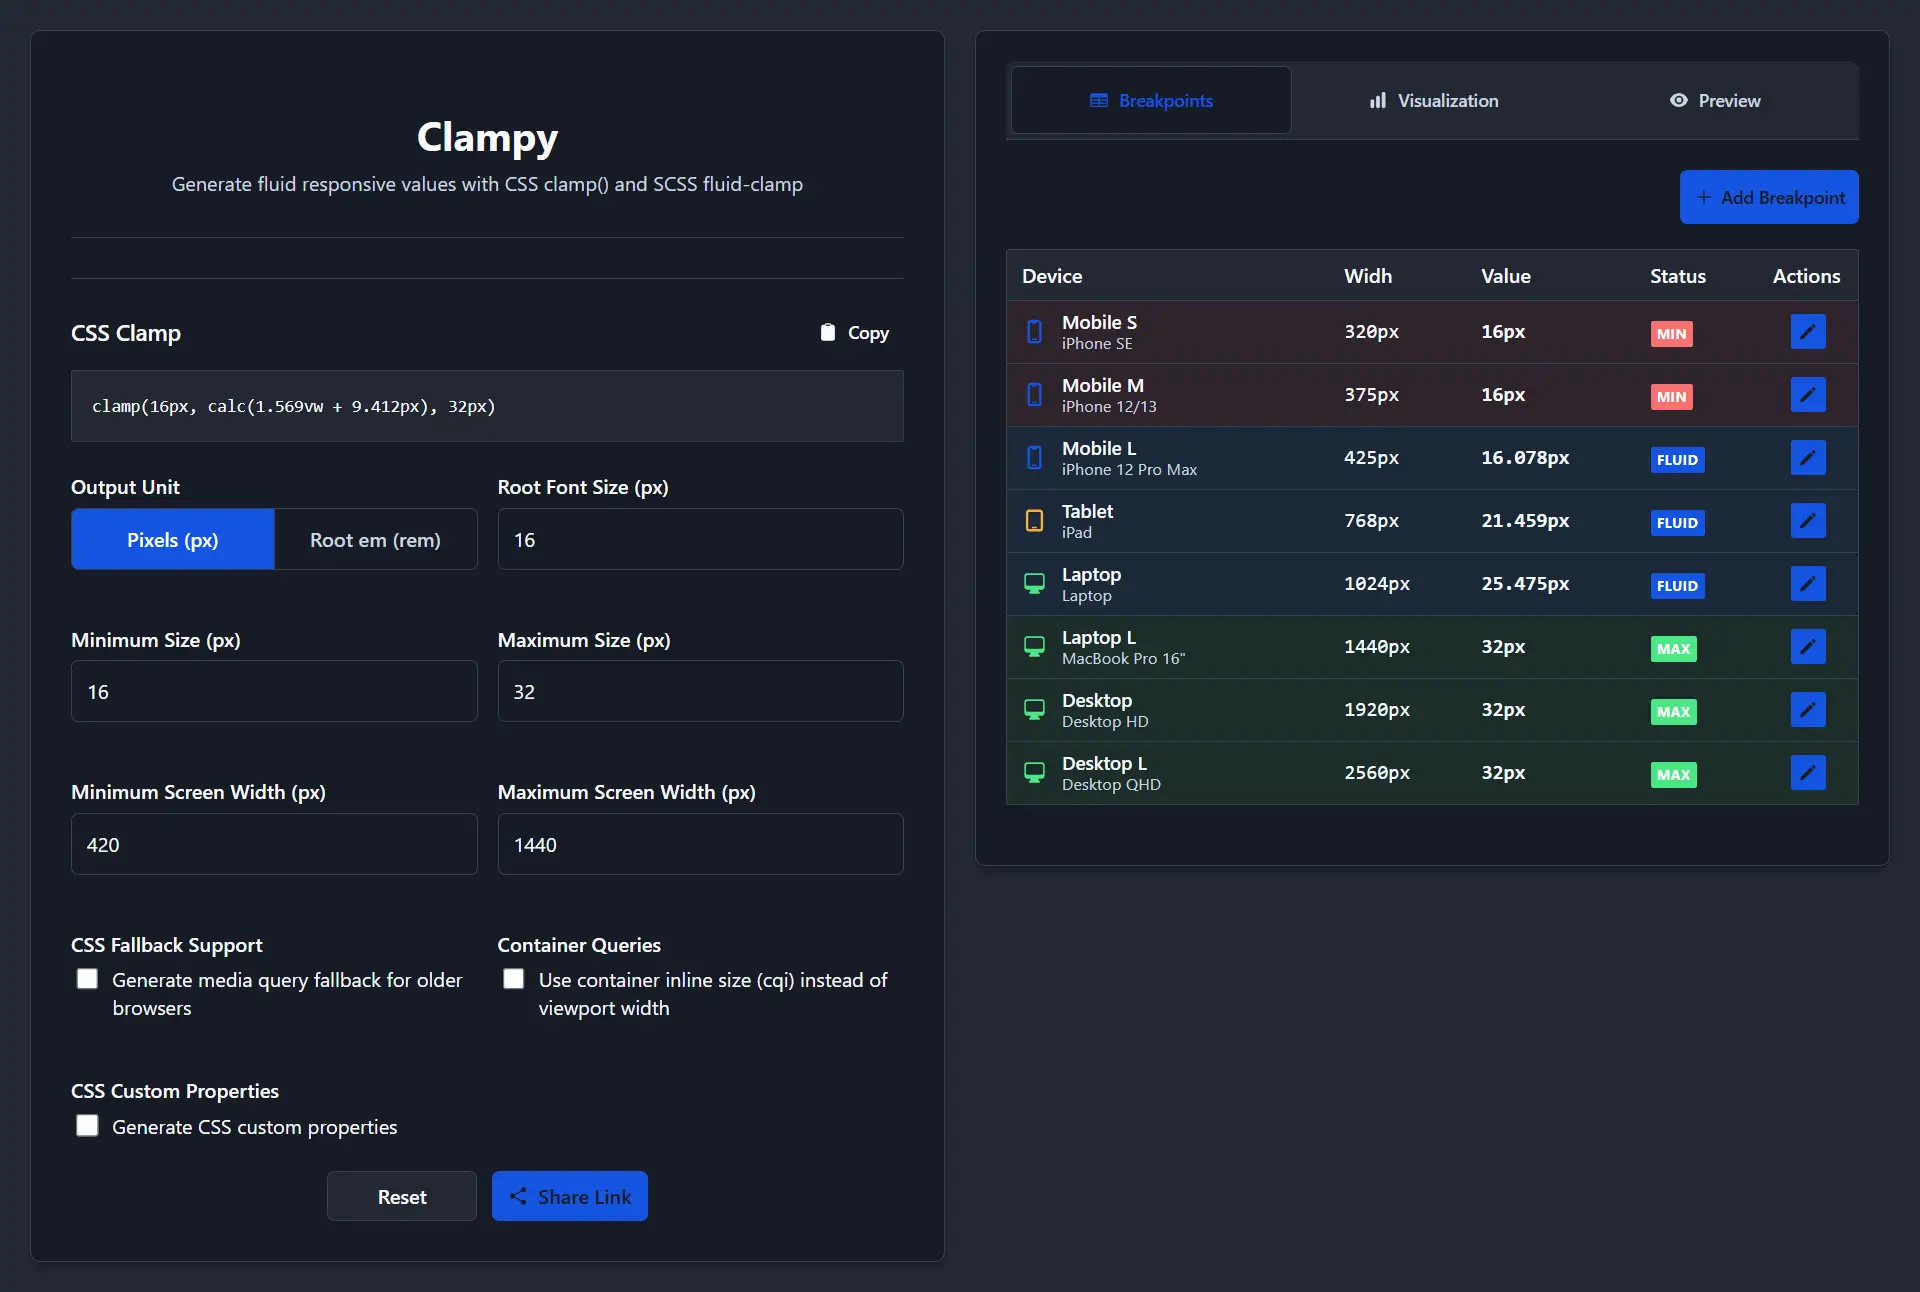 Clampy
Generate fluid responsive values with CSS clamp() and SCSS fluid-clamp
CSS Clamp
Copy
clamp(16px, calc(1.569vw + 9.412px), 32px)
Output Unit
Root Font Size (px)
Pixels (px)
Root em (rem)
16
Minimum Size (px)
Maximum Size (px)
16
32
Minimum Screen Width (px)
Maximum Screen Width (px)
420
1440
CSS Fallback Support
Generate media query fallback for older
browsers
Container Queries
Use container inline size (cqi) instead of
viewport width
CSS Custom Properties
Generate CSS custom properties
Reset
Share Link
Breakpoints
Visualization
Preview
+ Add Breakpoint
Device Widh Value Status Actions
Mobile S
iPhone SE
320px 16px MIN
Mobile M
iPhone 12/13
375px 16px MIN
Mobile L
iPhone 12 Pro Max
425px 16.078px FLUID
Tablet
iPad
768px 21.459px FLUID
Laptop
Laptop
1024px 25.475px FLUID
Laptop L
MacBook Pro 16"
1440px 32px MAX
Desktop
Desktop HD
1920px 32px MAX
Desktop L
Desktop QHD
2560px 32px MAX